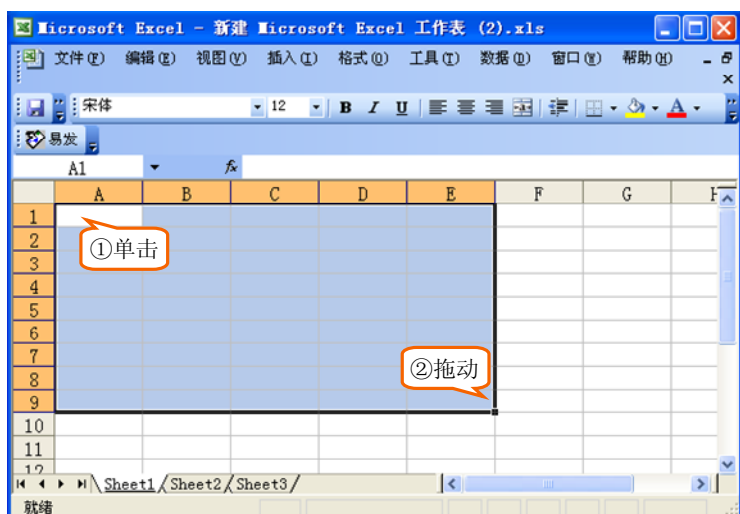 Microsoft Excel - 新建 Microsoft Excel 工作表 (2).xls
文件(F) 编辑(E) 视图(V) 插入(I) 格式(O) 工具(T) 数据(D) 窗口(W) 帮助(H)
宋体 12 B I U A
易发
A1 fx
A B C D E F G H
1
①单击
2
3
4
5
6
7
②拖动
8
9
10
11
12
Sheet1 Sheet2 Sheet3
就绪